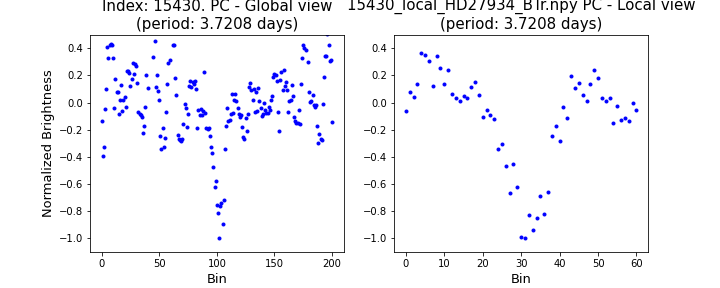 Index: 15430. PC - Global view
(period: 3.7208 days)
15430_local_HD27934_BTr.npy PC - Local view
(period: 3.7208 days)
Normalized Brightness
0.4
0.2
0.0
−0.2
−0.4
−0.6
−0.8
−1.0
0 50 100 150 200
Bin
0.4
0.2
0.0
−0.2
−0.4
−0.6
−0.8
−1.0
0 10 20 30 40 50 60
Bin